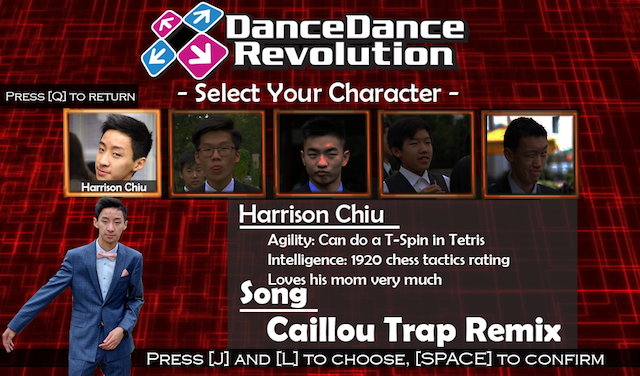 DanceDance
Revolution
- Select Your Character -
PRESS [Q] TO RETURN
Harrison Chiu
Harrison Chiu
Agility: Can do a T-Spin in Tetris
Intelligence: 1920 chess tactics rating
Loves his mom very much
Song
Caillou Trap Remix
PRESS [J] AND [L] TO CHOOSE, [SPACE] TO CONFIRM